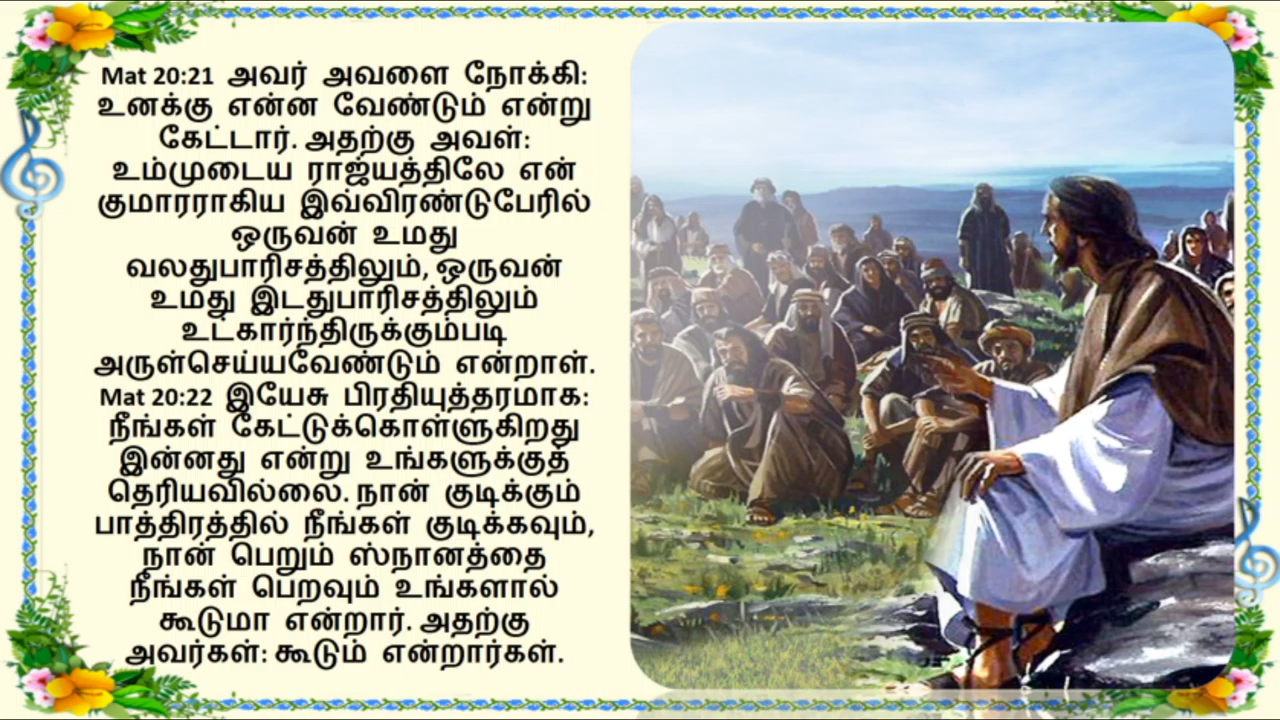 Mat 20:21 அவர் அவளை நோக்கி:
உனக்கு என்ன வேண்டும் என்று
கேட்டார். அதற்கு அவள்:
உம்முடைய ராஜ்யத்திலே என்
குமாரராகிய இவ்விரண்டுபேரில்
ஒருவன் உமது
வலதுபாரிசத்திலும், ஒருவன்
உமது இடதுபாரிசத்திலும்
உட்கார்ந்திருக்கும்படி
அருள்செய்யவேண்டும் என்றாள்.
Mat 20:22 இயேசு பிரதியுத்தரமாக:
நீங்கள் கேட்டுக்கொள்ளுகிறது
இன்னது என்று உங்களுக்குத்
தெரியவில்லை. நான் குடிக்கும்
பாத்திரத்தில் நீங்கள் குடிக்கவும்,
நான் பெறும் ஸ்நானத்தை
நீங்கள் பெறவும் உங்களால்
கூடுமா என்றார். அதற்கு
அவர்கள்: கூடும் என்றார்கள்.